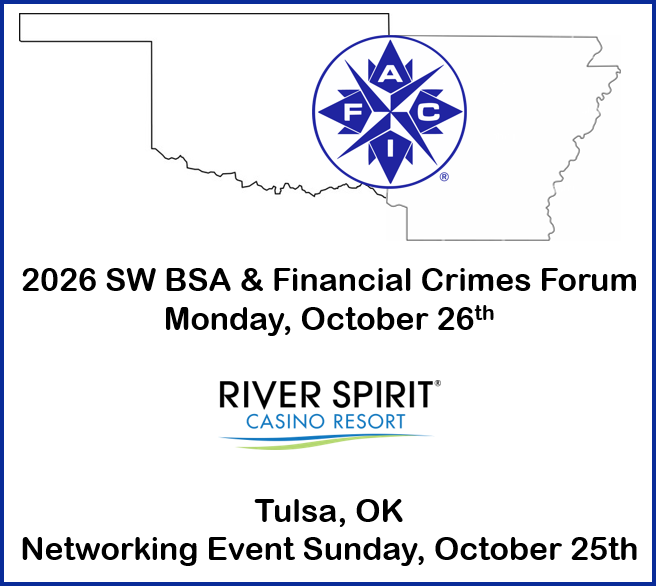 A
F C
I
®
2026 SW BSA & Financial Crimes Forum
Monday, October 26th
RIVER SPIRIT®
CASINO RESORT
Tulsa, OK
Networking Event Sunday, October 25th